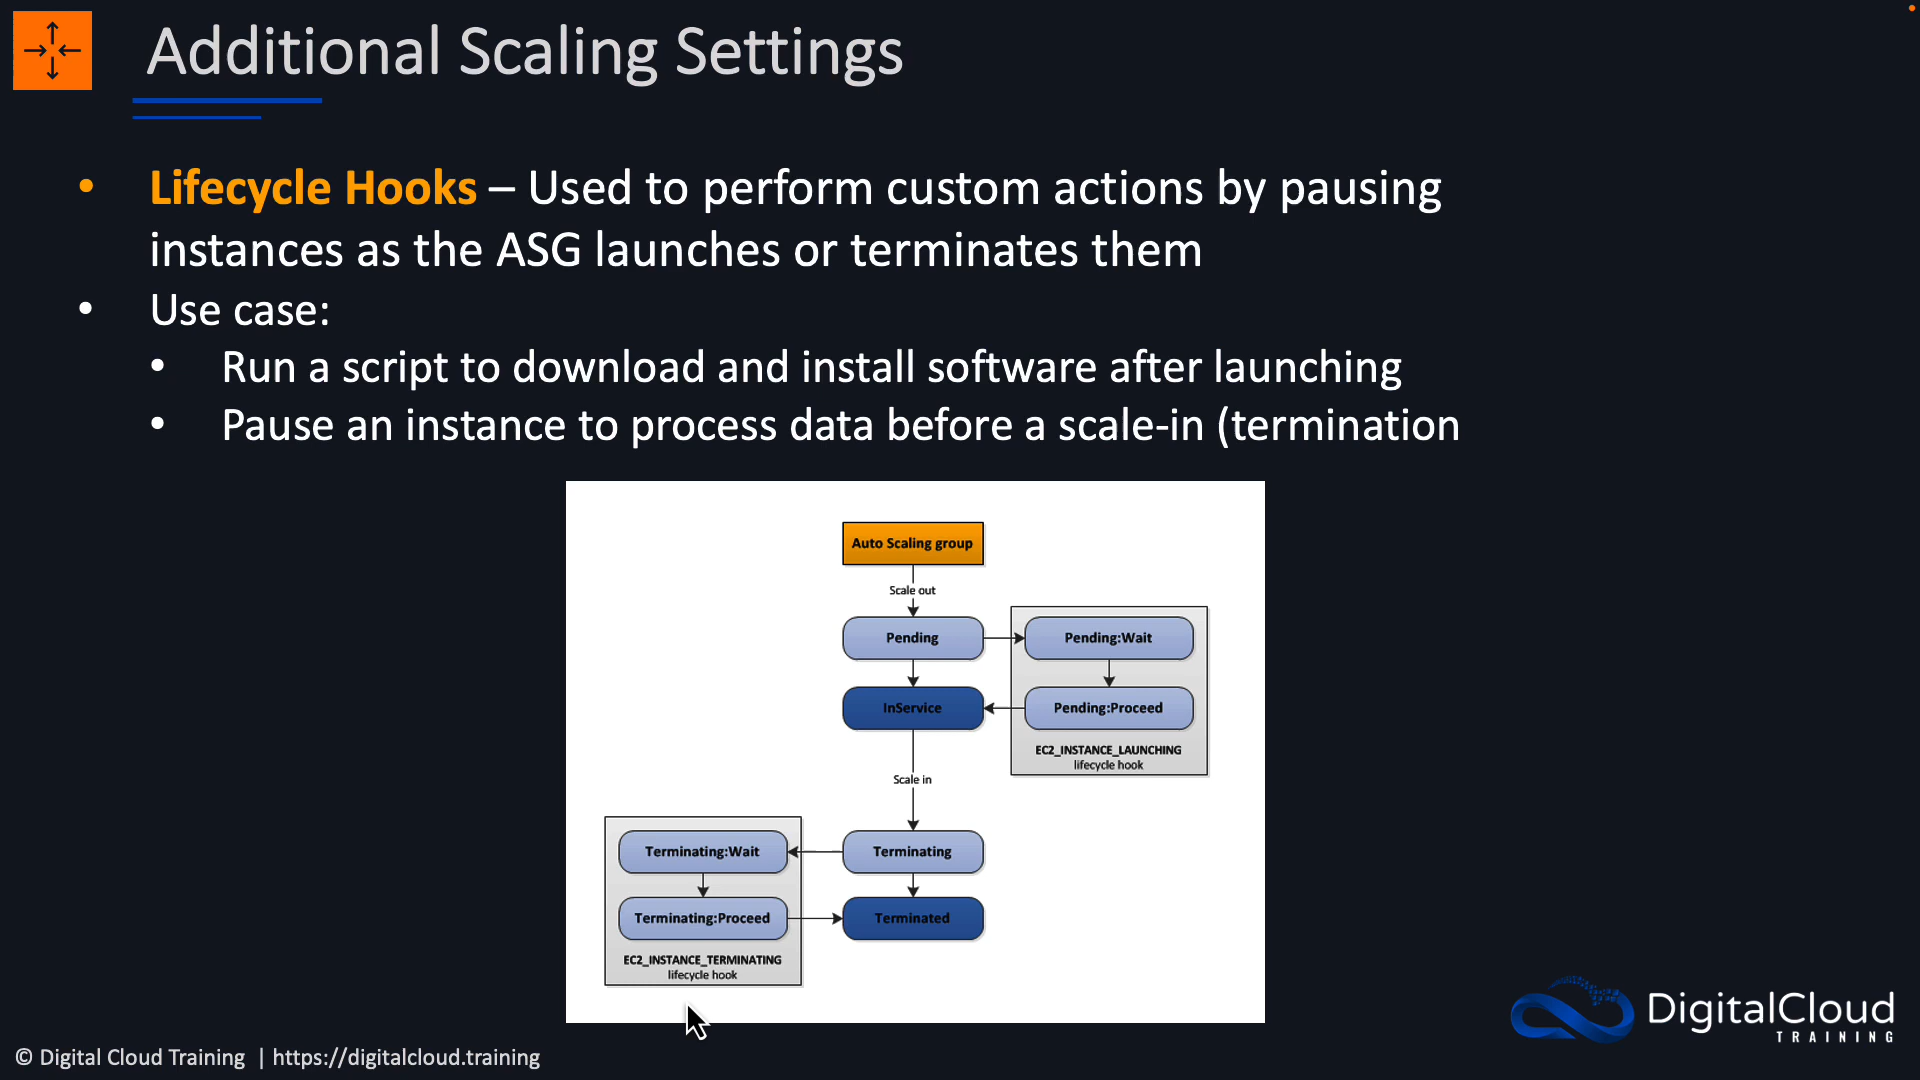 Additional Scaling Settings
• Lifecycle Hooks – Used to perform custom actions by pausing
instances as the ASG launches or terminates them
• Use case:
• Run a script to download and install software after launching
• Pause an instance to process data before a scale-in (termination
Auto Scaling group
Scale out
Pending
Pending:Wait
InService
Pending:Proceed
EC2_INSTANCE_LAUNCHING
lifecycle hook
Scale in
Terminating:Wait
Terminating
Terminating:Proceed
Terminated
EC2_INSTANCE_TERMINATING
lifecycle hook
DigitalCloud
TRAINING
© Digital Cloud Training | https://digitalcloud.training